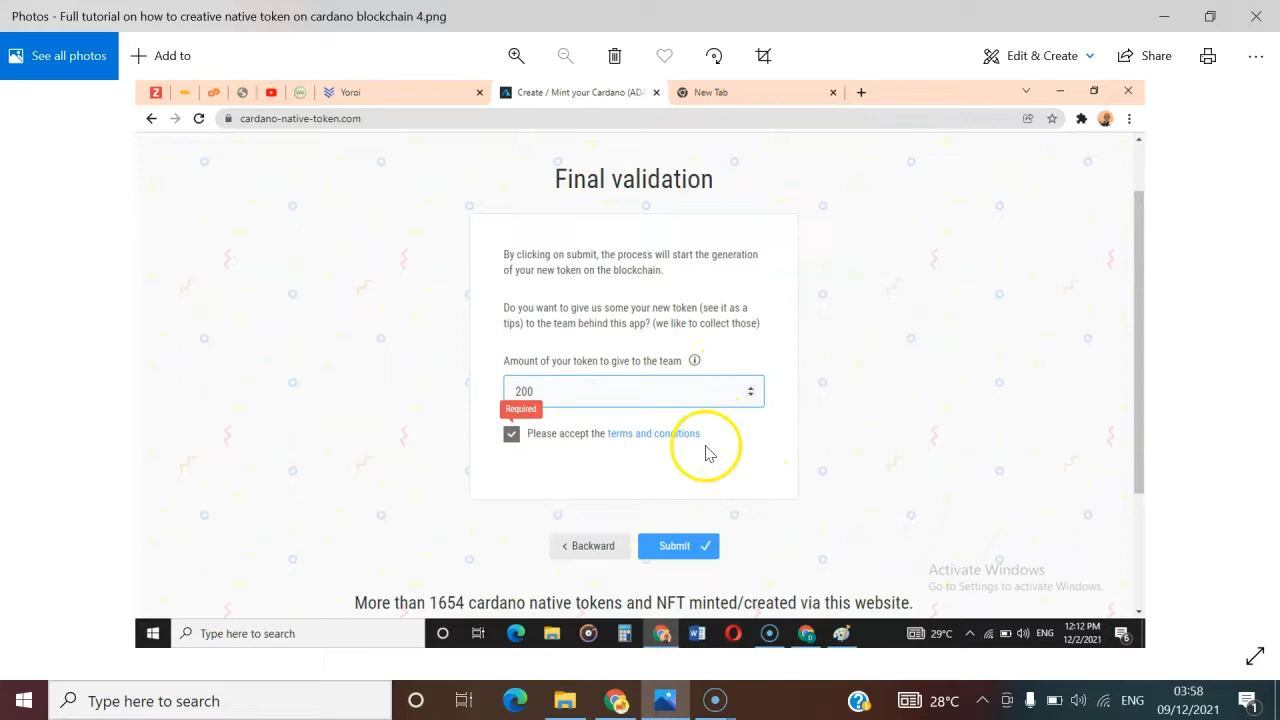 Photos - Full tutorial on how to creative native token on cardano blockchain 4.png
See all photos
Add to
Edit & Create
Share
Yoroi
Create / Mint your Cardano (ADA
New Tab
cardano-native-token.com
Final validation
By clicking on submit, the process will start the generation
of your new token on the blockchain.
Do you want to give us some your new token (see it as a
tips) to the team behind this app? (we like to collect those)
Amount of your token to give to the team
200
Required
Please accept the terms and conditions
Backward
Submit
Activate Windows
Go to Settings to activate Windows.
More than 1654 cardano native tokens and NFT minted/created via this website.
Type here to search
29°C
ENG
12:12 PM
12/2/2021
6
Type here to search
28°C
ENG
03:58
09/12/2021
1